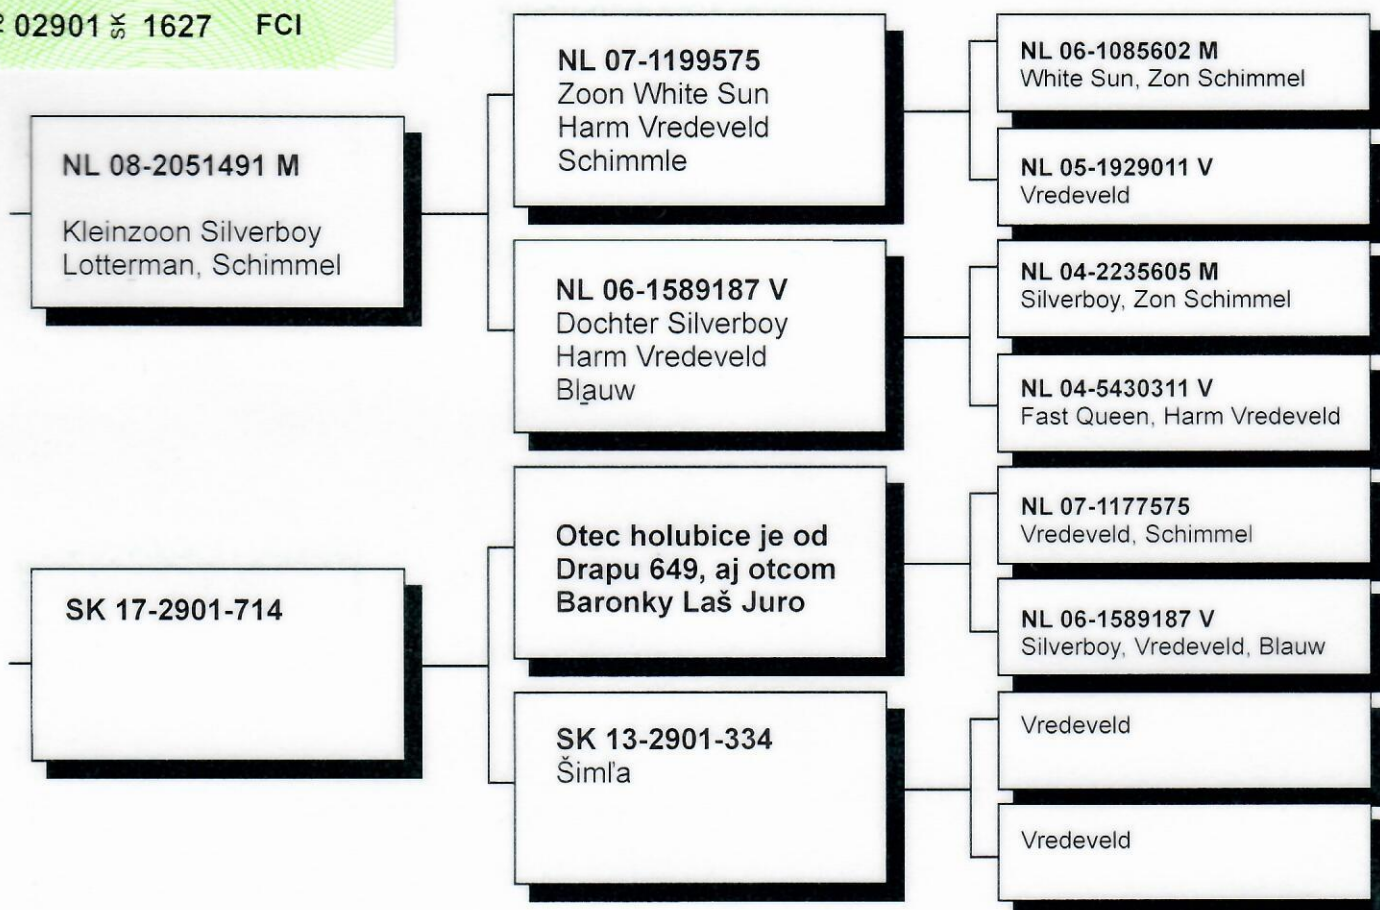 02901 SK 1627 FCI
NL 08-2051491 M
Kleinzoon Silverboy
Lotterman, Schimmel
SK 17-2901-714
NL 07-1199575
Zoon White Sun
Harm Vredeveld
Schimmle
NL 06-1589187 V
Dochter Silverboy
Harm Vredeveld
Blauw
Otec holubice je od
Drapu 649, aj otcom
Baronky Laš Juro
SK 13-2901-334
Šimľa
NL 06-1085602 M
White Sun, Zon Schimmel
NL 05-1929011 V
Vredeveld
NL 04-2235605 M
Silverboy, Zon Schimmel
NL 04-5430311 V
Fast Queen, Harm Vredeveld
NL 07-1177575
Vredeveld, Schimmel
NL 06-1589187 V
Silverboy, Vredeveld, Blauw
Vredeveld
Vredeveld